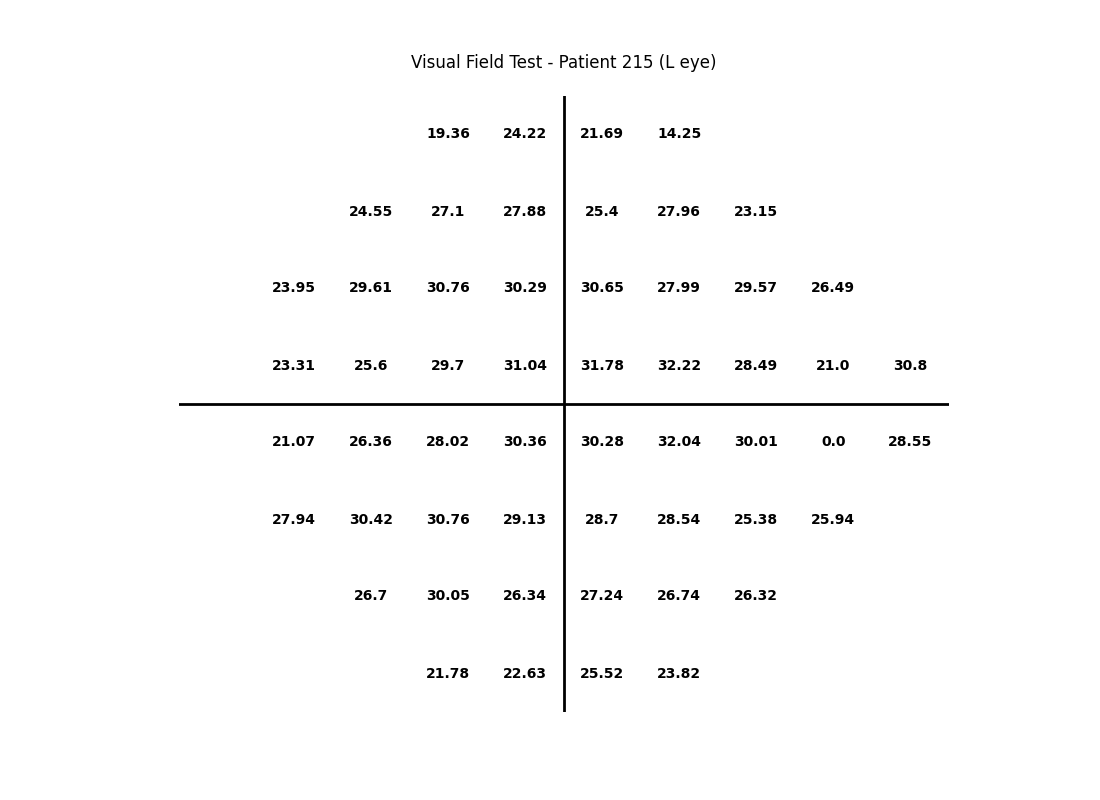 Visual Field Test - Patient 215 (L eye)
19.36 24.22 21.69 14.25
24.55 27.1 27.88 25.4 27.96 23.15
23.95 29.61 30.76 30.29 30.65 27.99 29.57 26.49
23.31 25.6 29.7 31.04 31.78 32.22 28.49 21.0 30.8
21.07 26.36 28.02 30.36 30.28 32.04 30.01 0.0 28.55
27.94 30.42 30.76 29.13 28.7 28.54 25.38 25.94
26.7 30.05 26.34 27.24 26.74 26.32
21.78 22.63 25.52 23.82